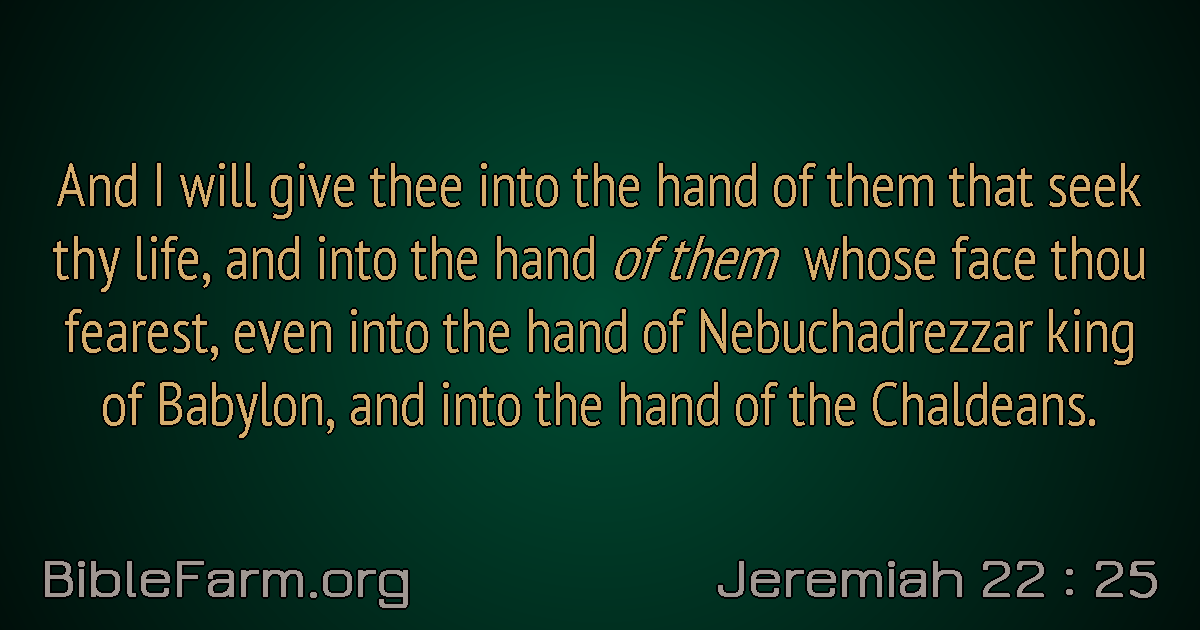 And I will give thee into the hand of them that seek
thy life, and into the hand of them whose face thou
fearest, even into the hand of Nebuchadrezzar king
of Babylon, and into the hand of the Chaldeans.
BibleFarm.org
Jeremiah 22 : 25